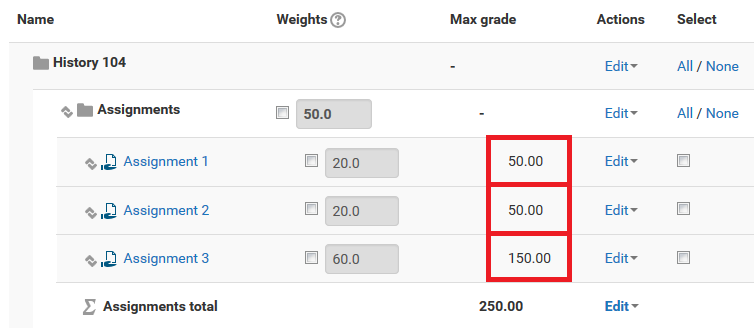 Name Weights ? Max grade Actions Select
History 104 - Edit All / None
Assignments 50.0 - Edit All / None
Assignment 1 20.0 50.00 Edit
Assignment 2 20.0 50.00 Edit
Assignment 3 60.0 150.00 Edit
Σ Assignments total 250.00 Edit